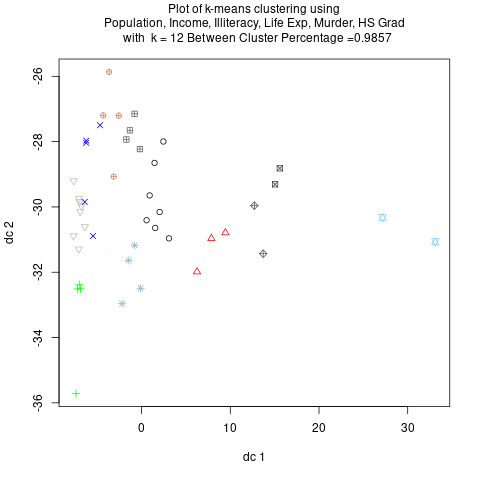 Plot of k-means clustering using
Population, Income, Illiteracy, Life Exp, Murder, HS Grad
with k = 12 Between Cluster Percentage =0.9857
-26
-28
-30
-32
-34
-36
dc 2
0
10
20
30
dc 1